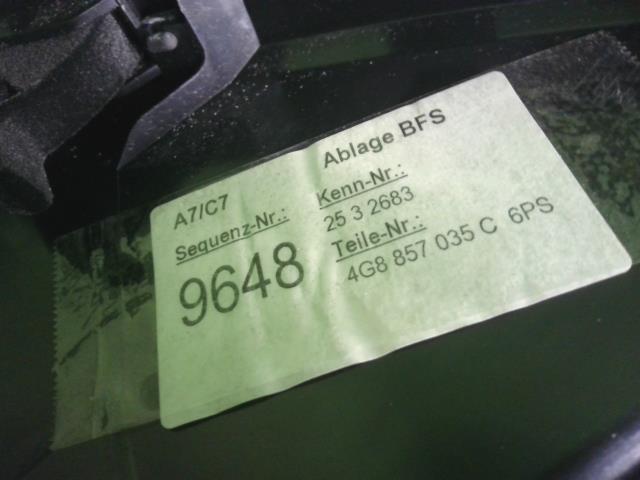 A7/C7
Ablage BFS
Sequenz-Nr.:
9648
Kenn-Nr.:
25 3 2683
Teile-Nr.:
4G8 857 035 C 6PS